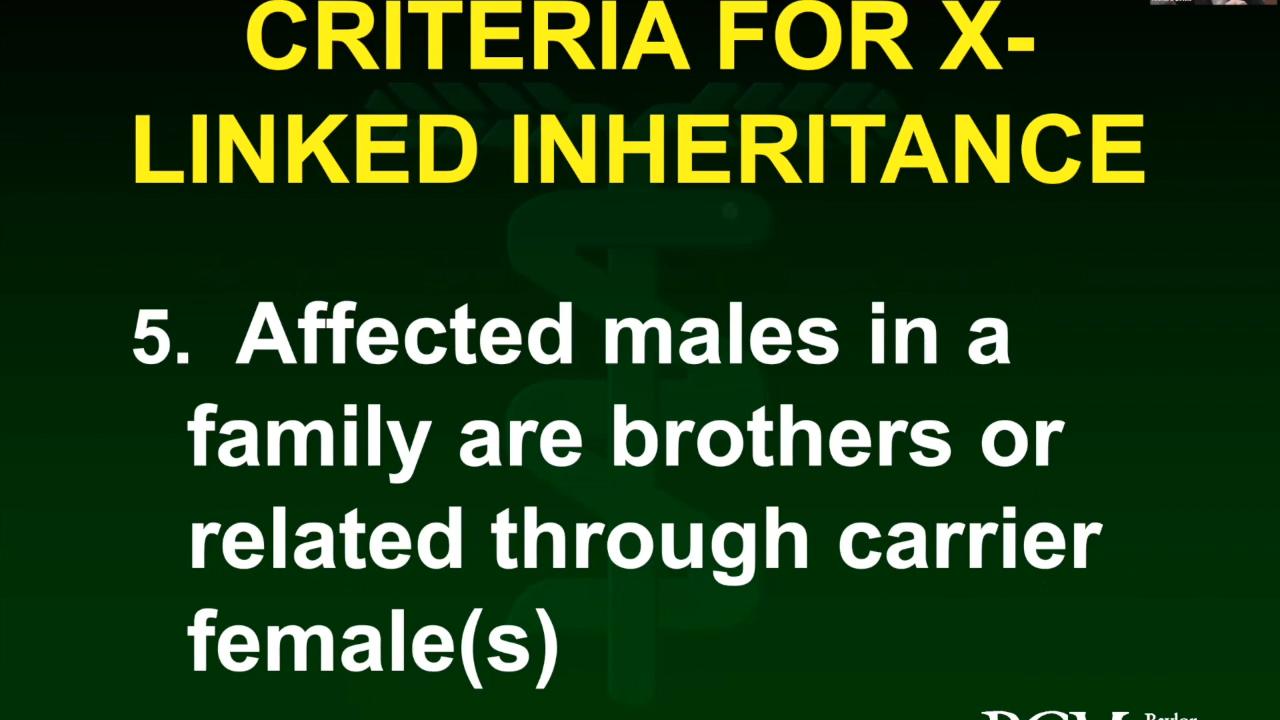 CRITERIA FOR X-
LINKED INHERITANCE
5. Affected males in a
family are brothers or
related through carrier
female(s)